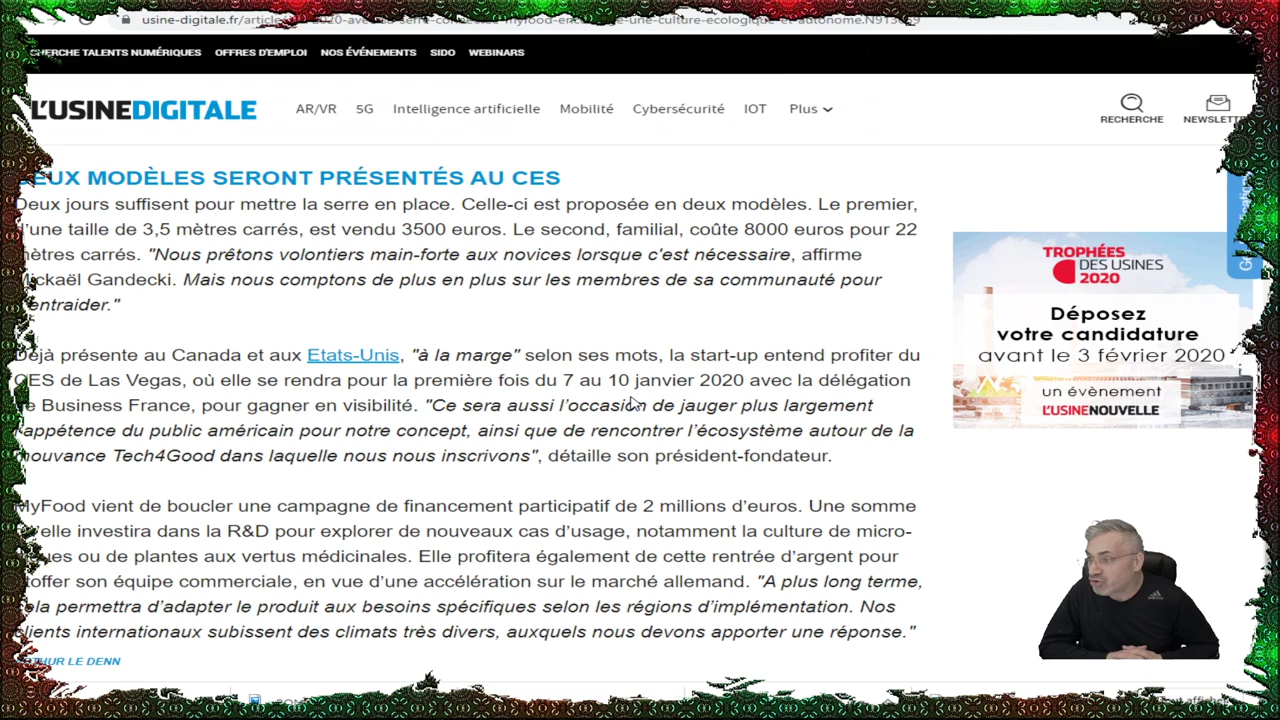 usine-digitale.fr/article
CHERCHE TALENTS NUMÉRIQUES OFFRES D'EMPLOI NOS ÉVÉNEMENTS SIDO WEBINARS
L'USINEDIGITALE AR/VR 5G Intelligence artificielle Mobilité Cybersécurité IOT Plus
RECHERCHE NEWSLETT
EUX MODÈLES SERONT PRÉSENTÉS AU CES
Deux jours suffisent pour mettre la serre en place. Celle-ci est proposée en deux modèles. Le premier,
d'une taille de 3,5 mètres carrés, est vendu 3500 euros. Le second, familial, coûte 8000 euros pour 22
mètres carrés. "Nous prêtons volontiers main-forte aux novices lorsque c'est nécessaire, affirme
Mickaël Gandecki. Mais nous comptons de pus en plus sur les membres de sa communauté pour
entraider."
Déjà présente au Canada et aux Etats-Unis, "à la marge" selon ses mots, la start-up entend profiter du
CES de Las Vegas, où elle se rendra pour la première fois du 7 au 10 janvier 2020 avec la délégation
de Business France, pour gagner en visibilité. "Ce sera aussi l'occasion de jauger plus largement
l'appétence du public américain pour notre concept, ainsi que de rencontrer l'écosystème autour de la
mouvance Tech4Good dans laquelle nous nous inscrivons", détaille son président-fondateur.
MyFood vient de boucler une campagne de financement participatif de 2 millions d'euros. Une somme
qu'elle investira dans la R&D pour explorer de nouveaux cas d'usage, notamment la culture de micro-
ues ou de plantes aux vertus médicinales. Elle profitera également de cette rentrée d'argent pour
étoffer son équipe commerciale, en vue d'une accélération sur le marché allemand. "A plus long terme,
cela permettra d'adapter le produit aux besoins spécifiques selon les régions d'implémentation. Nos
clients internationaux subissent des climats très divers, auxquels nous devons apporter une réponse."
THUR LE DENN
TROPHÉES
DES USINES
2020
Déposez
votre candidature
avant le 3 février 2020
un évènement
L'USINENOUVELLE